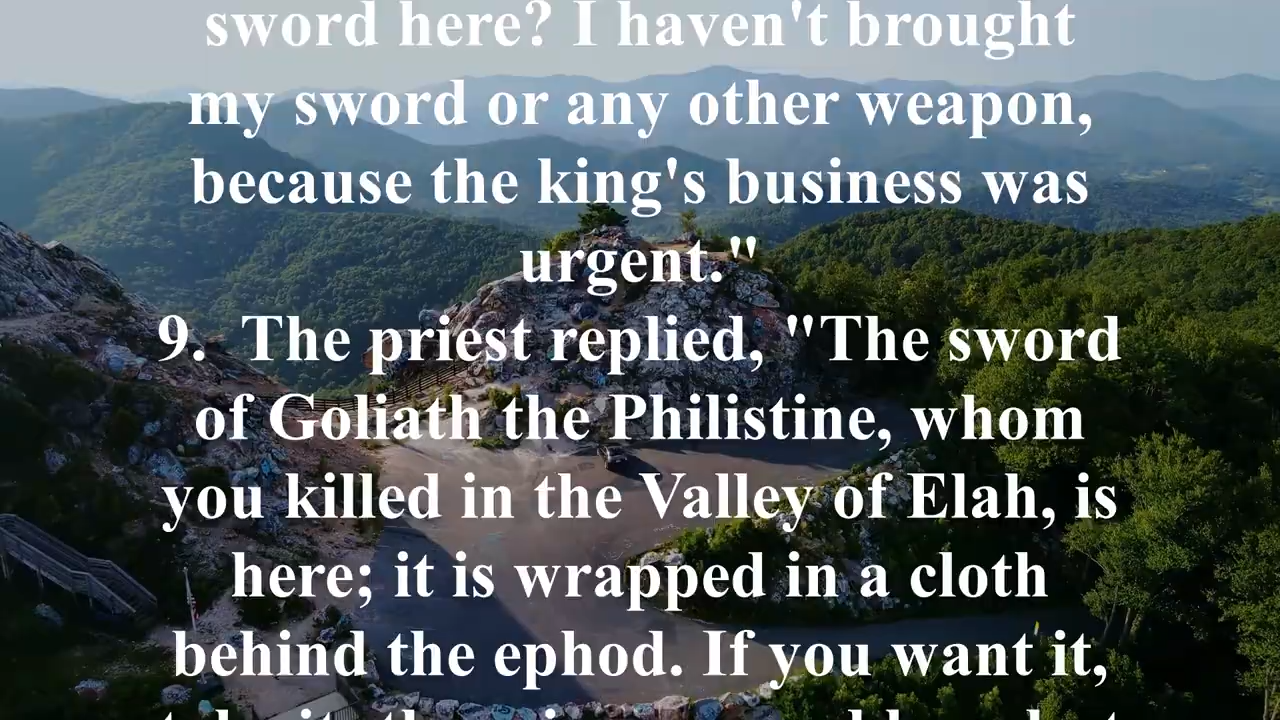 sword here? I haven't brought
my sword or any other weapon,
because the king's business was
urgent."
9. The priest replied, "The sword
of Goliath the Philistine, whom
you killed in the Valley of Elah, is
here; it is wrapped in a cloth
behind the ephod. If you want it,